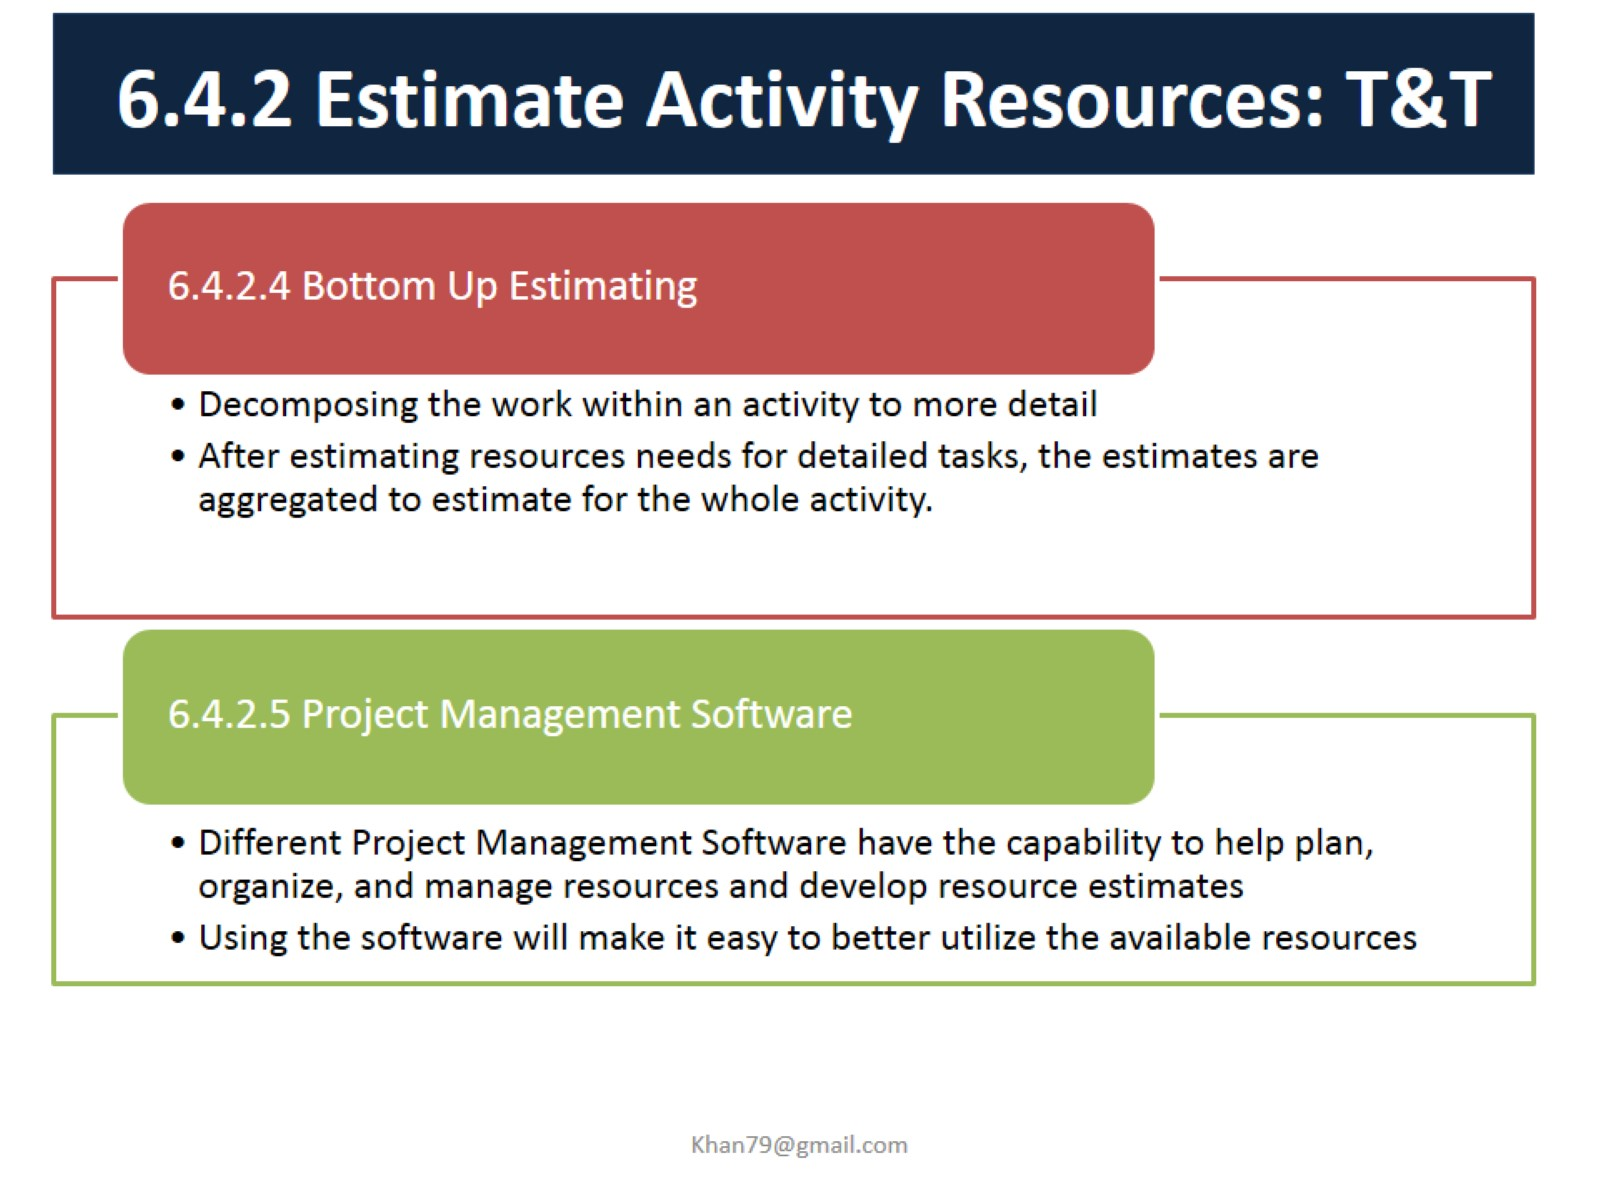 6.4.2 Estimate Activity Resources: T&T
6.4.2.4 Bottom Up Estimating
• Decomposing the work within an activity to more detail
• After estimating resources needs for detailed tasks, the estimates are
aggregated to estimate for the whole activity.
6.4.2.5 Project Management Software
• Different Project Management Software have the capability to help plan,
organize, and manage resources and develop resource estimates
• Using the software will make it easy to better utilize the available resources
Khan79@gmail.com